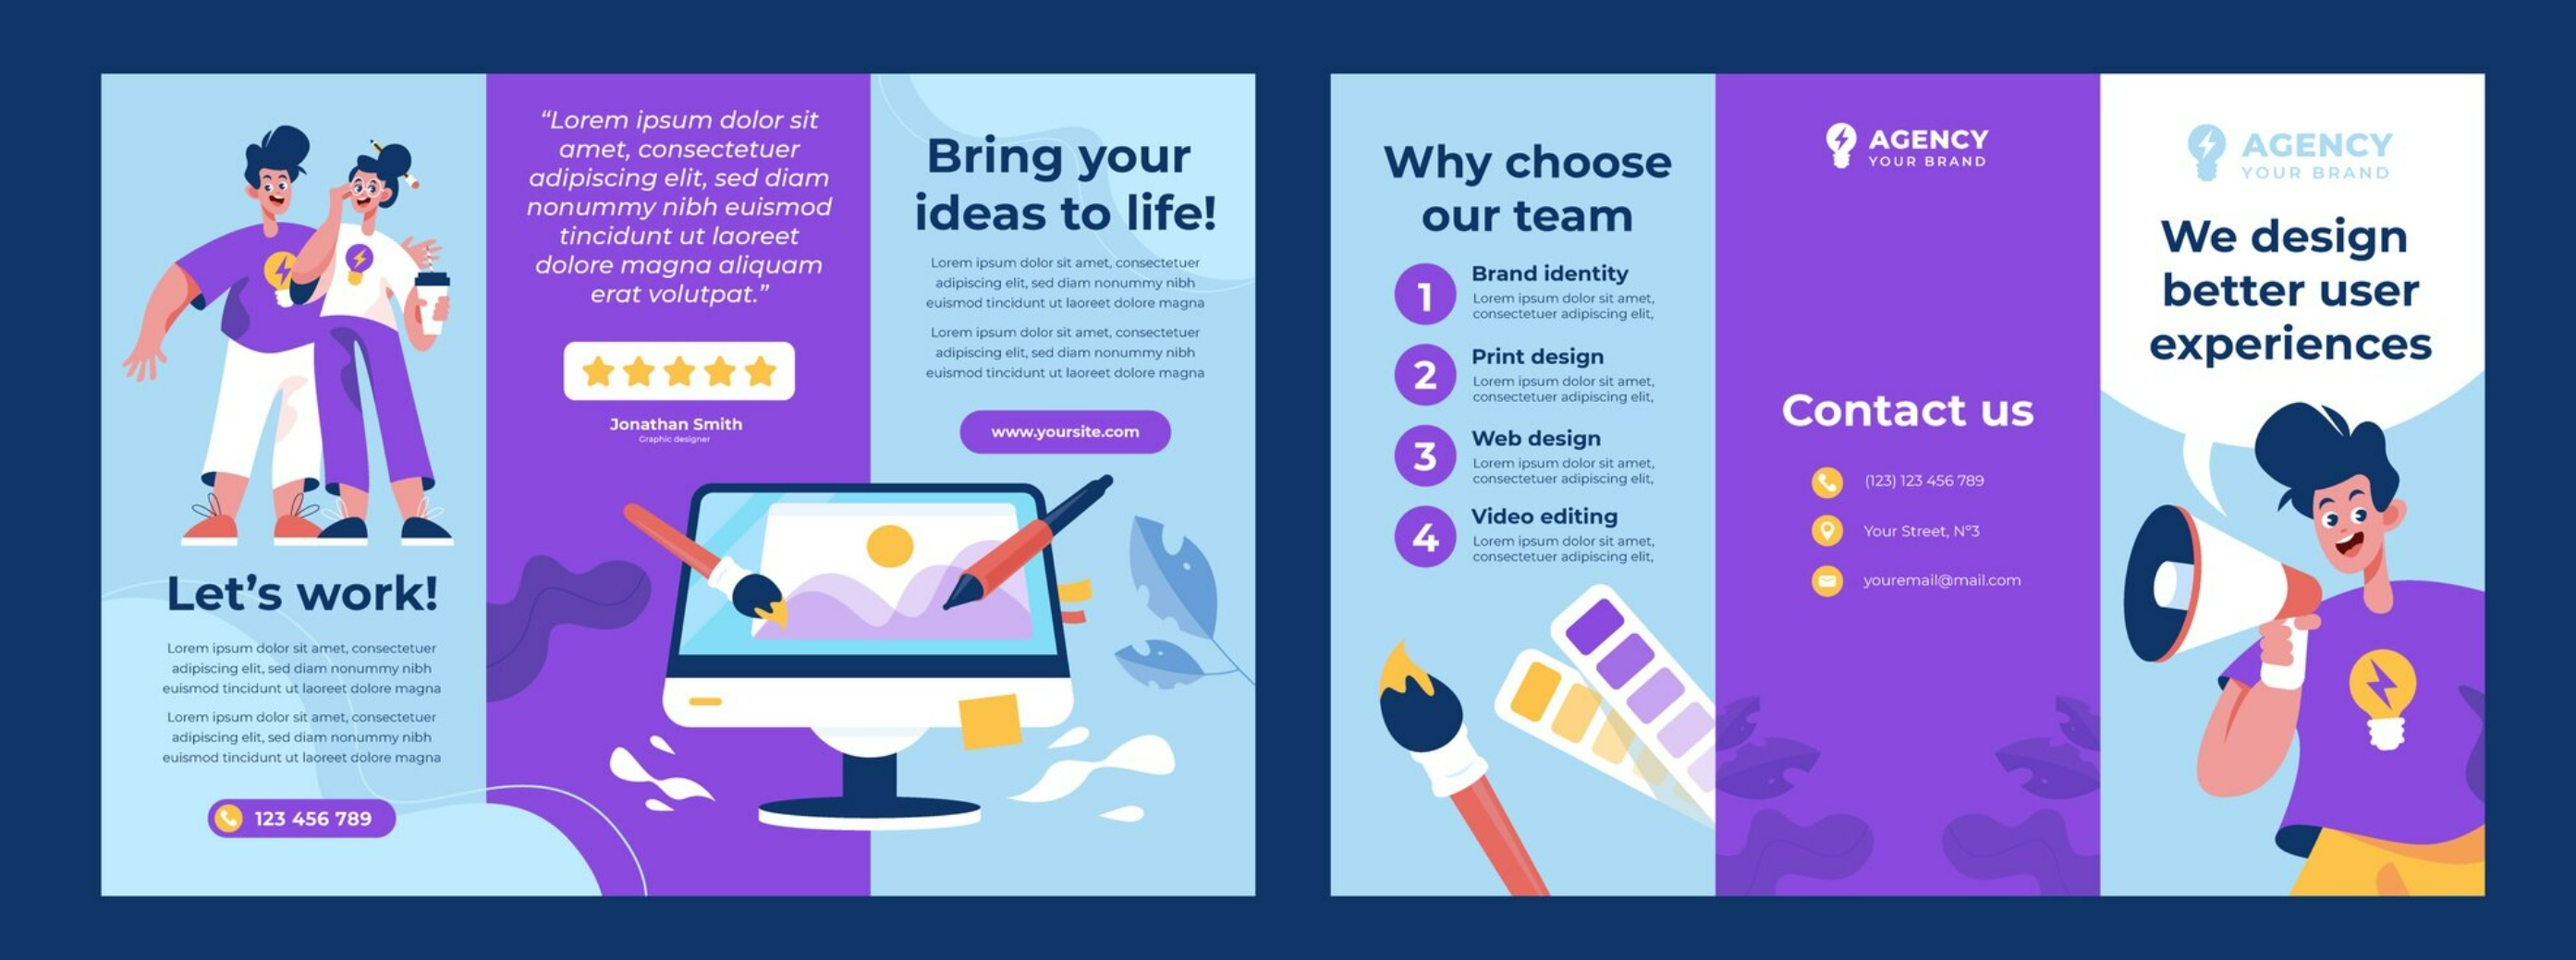 Let's work!
Lorem ipsum dolor sit amet, consectetuer
adipiscing elit, sed diam nonummy nibh
euismod tincidunt ut laoreet dolore magna
Lorem ipsum dolor sit amet, consectetuer
adipiscing elit, sed diam nonummy nibh
euismod tincidunt ut laoreet dolore magna
123 456 789
“Lorem ipsum dolor sit
amet, consectetuer
adipiscing elit, sed diam
nonummy nibh euismod
tincidunt ut laoreet
dolore magna aliquam
erat volutpat.”
Jonathan Smith
Graphic designer
Bring your
ideas to life!
Lorem ipsum dolor sit amet, consectetuer
adipiscing elit, sed diam nonummy nibh
euismod tincidunt ut laoreet dolore magna
Lorem ipsum dolor sit amet, consectetuer
adipiscing elit, sed diam nonummy nibh
euismod tincidunt ut laoreet dolore magna
www.yoursite.com
Why choose
our team
1
Brand identity
Lorem ipsum dolor sit amet,
consectetuer adipiscing elit,
2
Print design
Lorem ipsum dolor sit amet,
consectetuer adipiscing elit,
3
Web design
Lorem ipsum dolor sit amet,
consectetuer adipiscing elit,
4
Video editing
Lorem ipsum dolor sit amet,
consectetuer adipiscing elit,
AGENCY
YOUR BRAND
Contact us
(123) 123 456 789
Your Street, Nº3
youremail@mail.com
AGENCY
YOUR BRAND
We design
better user
experiences